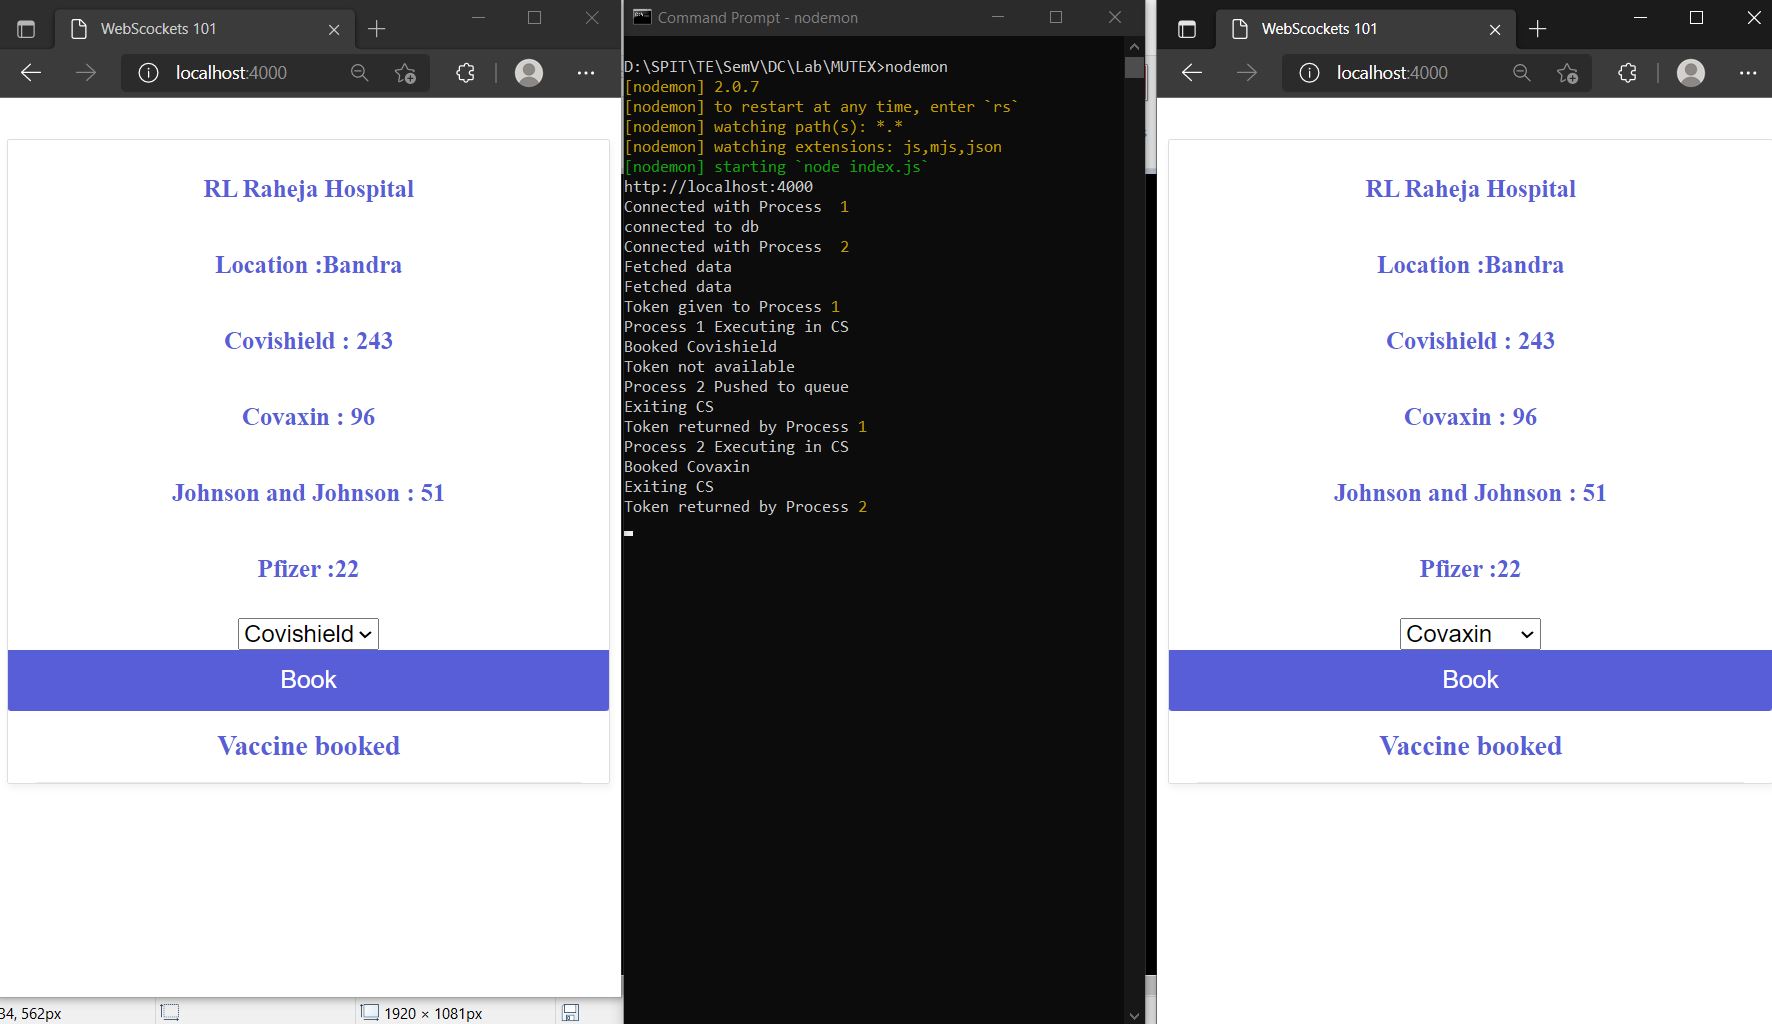 WebScockets 101
localhost:4000
RL Raheja Hospital
Location :Bandra
Covishield : 243
Covaxin : 96
Johnson and Johnson : 51
Pfizer :22
Covishield
Book
Vaccine booked
34, 562px
1920 × 1081px
Command Prompt - nodemon
D:\SPIT\TE\SemV\DC\Lab\MUTEX>nodemon
[nodemon] 2.0.7
[nodemon] to restart at any time, enter `rs`
[nodemon] watching path(s): *.*
[nodemon] watching extensions: js,mjs,json
[nodemon] starting `node index.js`
http://localhost:4000
Connected with Process  1
connected to db
Connected with Process  2
Fetched data
Fetched data
Token given to Process 1
Process 1 Executing in CS
Booked Covishield
Token not available
Process 2 Pushed to queue
Exiting CS
Token returned by Process 1
Process 2 Executing in CS
Booked Covaxin
Exiting CS
Token returned by Process 2
WebScockets 101
localhost:4000
RL Raheja Hospital
Location :Bandra
Covishield : 243
Covaxin : 96
Johnson and Johnson : 51
Pfizer :22
Covaxin
Book
Vaccine booked